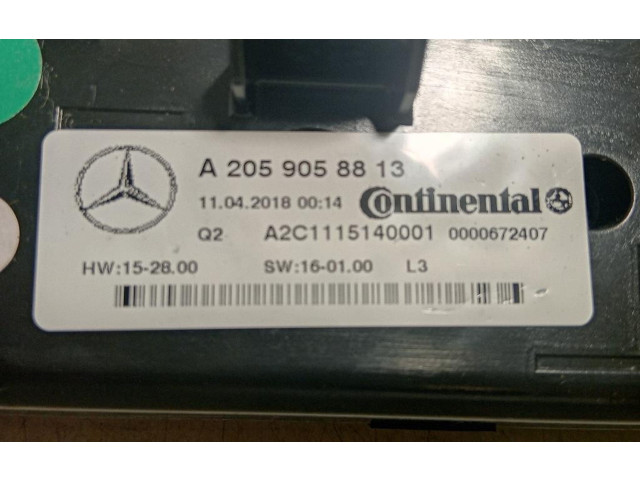 A 205 905 88 13
11.04.2018 00:14 Continental
Q2 A2C1115140001 0000672407
HW:15-28.00 SW:16-01.00 L3